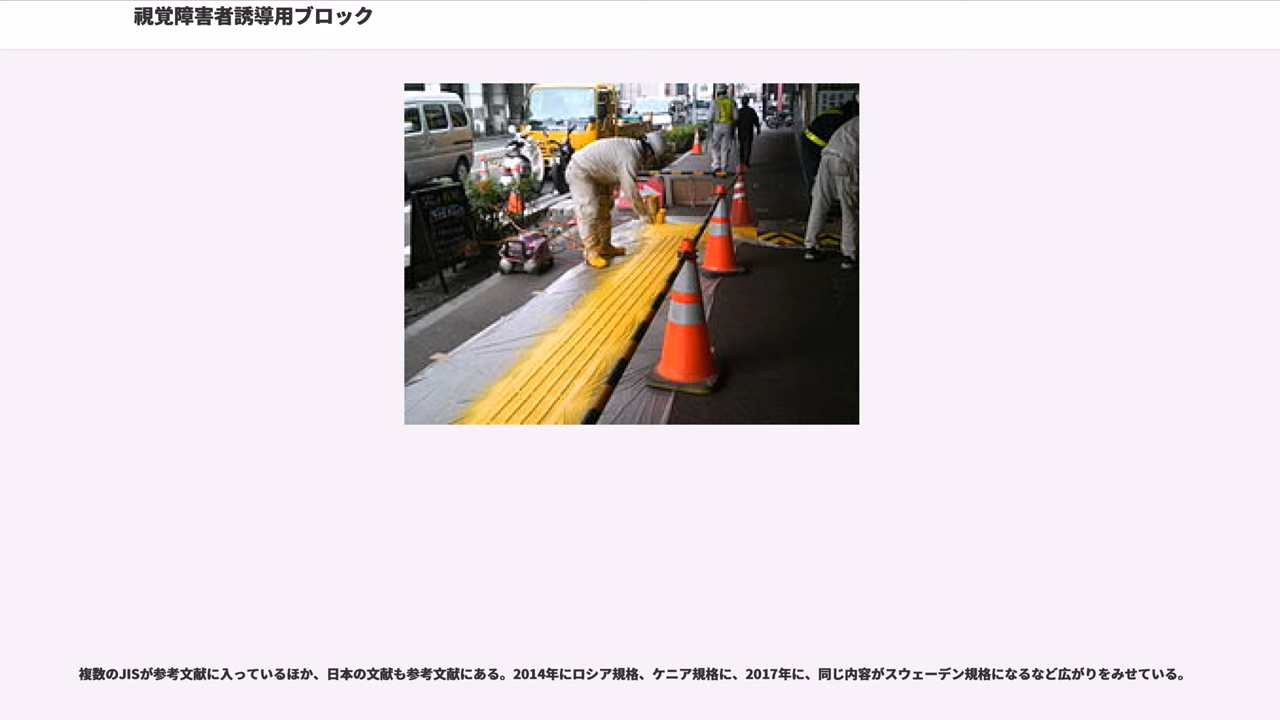 視覚障害者誘導用ブロック
複数のJISが参考文献に入っているほか、日本の文献も参考文献にある。2014年にロシア規格、ケニア規格に、2017年に、同じ内容がスウェーデン規格になるなど広がりをみせている。